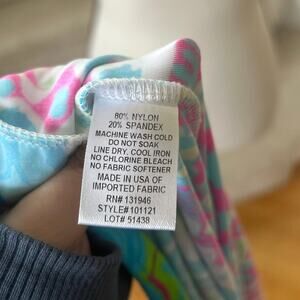 80% NYLON
20% SPANDEX
MACHINE WASH COLD
DO NOT SOAK
LINE DRY. COOL IRON
NO CHLORINE BLEACH
NO FABRIC SOFTENER
MADE IN USA OF
IMPORTED FABRIC
RN# 131946
STYLE# 101121
LOT# 51438